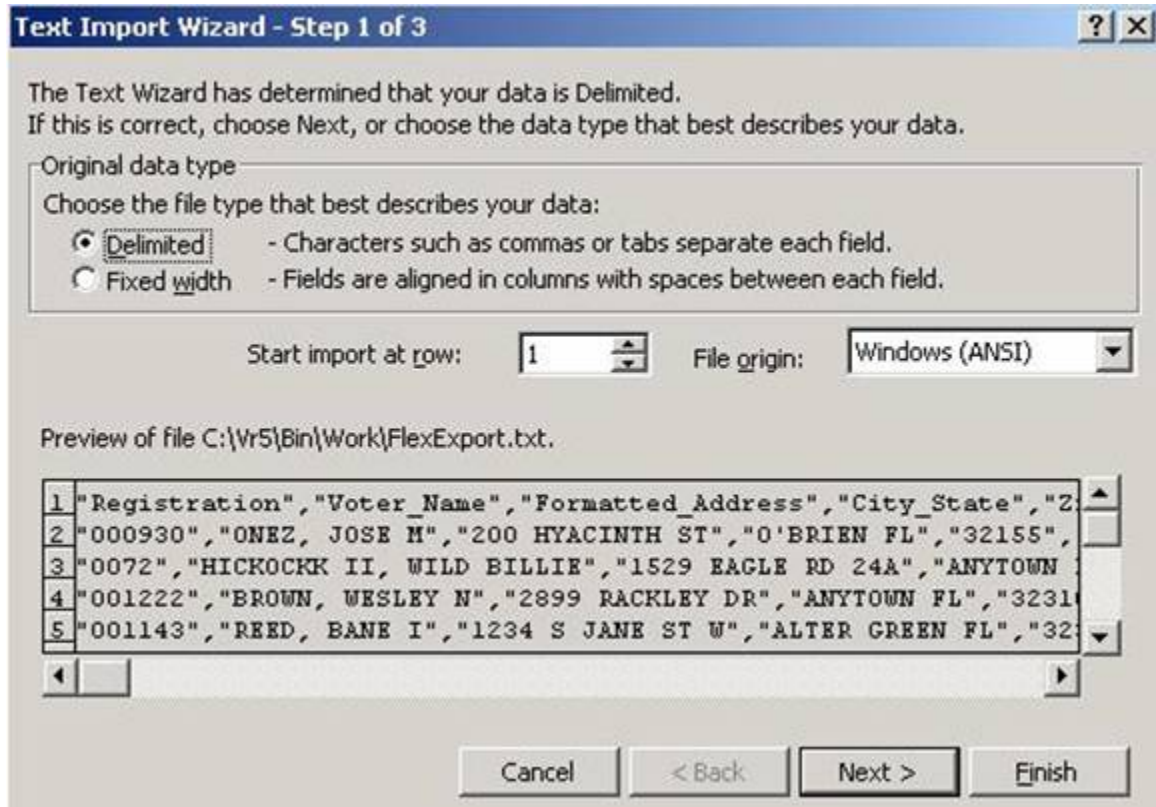 Text Import Wizard - Step 1 of 3
The Text Wizard has determined that your data is Delimited.
If this is correct, choose Next, or choose the data type that best describes your data.
Original data type
Choose the file type that best describes your data:
Delimited - Characters such as commas or tabs separate each field.
Fixed width - Fields are aligned in columns with spaces between each field.
Start import at row: 1 File origin: Windows (ANSI)
Preview of file C:\Vr5\Bin\Work\FlexExport.txt.
1 "Registration","Voter_Name","Formatted_Address","City_State","Z
2 "000930","ONEZ, JOSE M","200 HYACINTH ST","O'BRIEN FL","32155",
3 "0072","HICKOCKK II, WILD BILLIE","1529 EAGLE RD 24A","ANYTOWN
4 "001222","BROWN, WESLEY N","2899 RACKLEY DR","ANYTOWN FL","3231
5 "001143","REED, BANE I","1234 S JANE ST W","ALTER GREEN FL","32
Cancel < Back Next > Finish